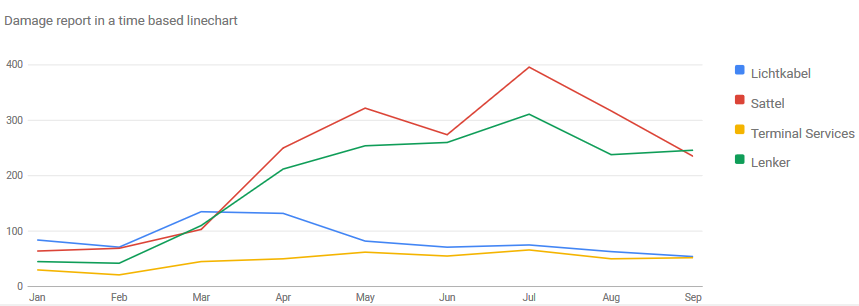 Damage report in a time based linechart
400
300
200
100
0
Jan Feb Mar Apr May Jun Jul Aug Sep
Lichtkabel
Sattel
Terminal Services
Lenker